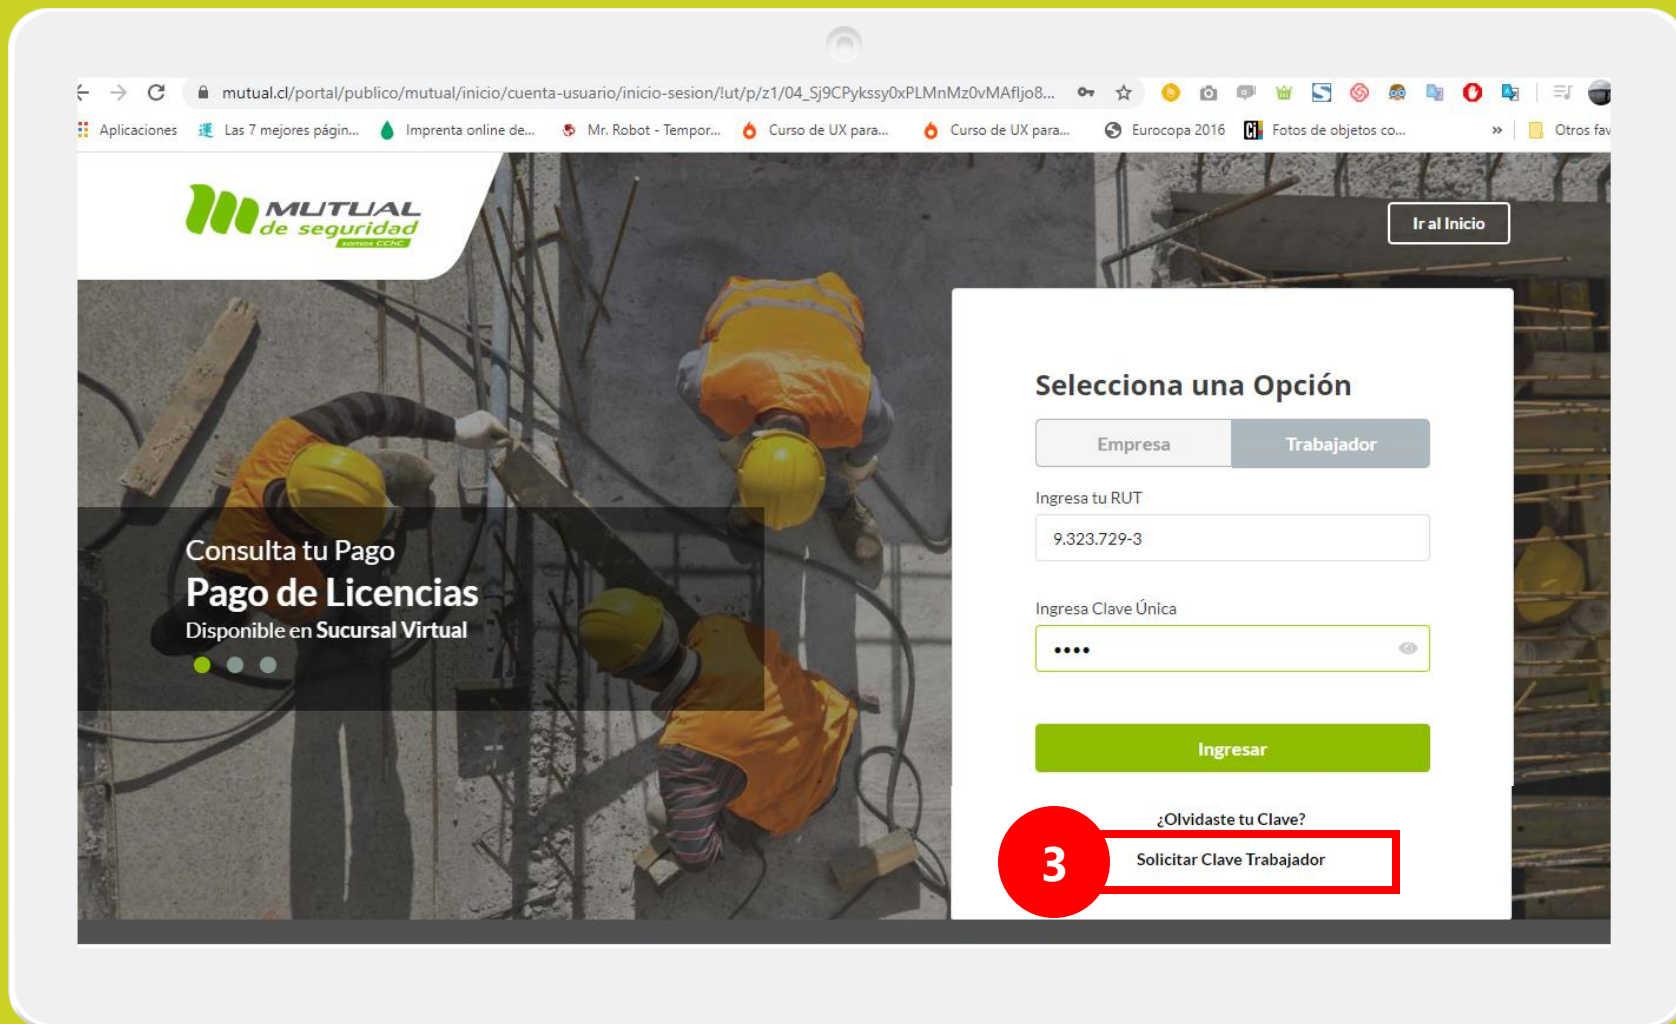 mutual.cl/portal/publico/mutual/inicio/cuenta-usuario/inicio-sesion/!ut/p/z1/04_Sj9CPykssy0xPLMnMz0vMAfIjo8...
Aplicaciones Las 7 mejores págin... Imprenta online de... Mr. Robot - Tempor... Curso de UX para... Curso de UX para... Eurocopa 2016 Fotos de objetos co... » Otros fav
MUTUAL
de seguridad
somos CChC
Ir al Inicio
Selecciona una Opción
Empresa Trabajador
Ingresa tu RUT
9.323.729-3
Consulta tu Pago
Pago de Licencias
Disponible en Sucursal Virtual
Ingresa Clave Única
••••
Ingresar
¿Olvidaste tu Clave?
3
Solicitar Clave Trabajador